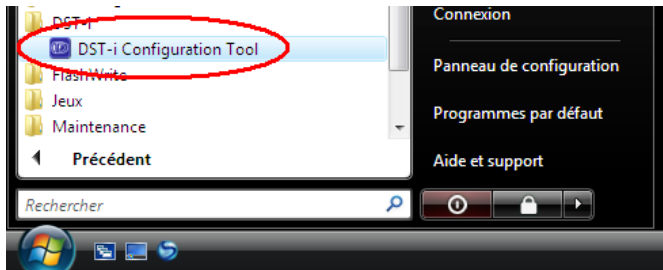 DST-i
DST-i Configuration Tool
FlashWrite
Jeux
Maintenance
Précédent
Rechercher
Connexion
Panneau de configuration
Programmes par défaut
Aide et support